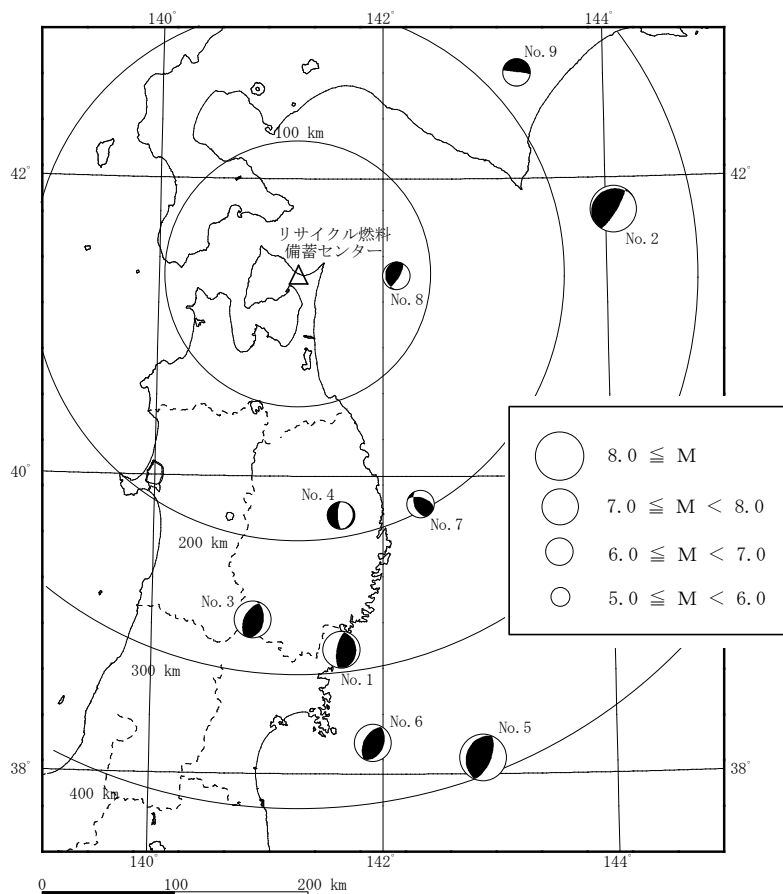 140°
142°
144°
No.9
100 km
42°
42°
リサイクル燃料
備蓄センター
No.2
No.8
40°
8.0 ≦ M
7.0 ≦ M < 8.0
6.0 ≦ M < 7.0
5.0 ≦ M < 6.0
No.4
No.7
200 km
No.3
300 km
No.1
No.6
No.5
38°
38°
400 km
140°
142°
144°
0
100
200 km